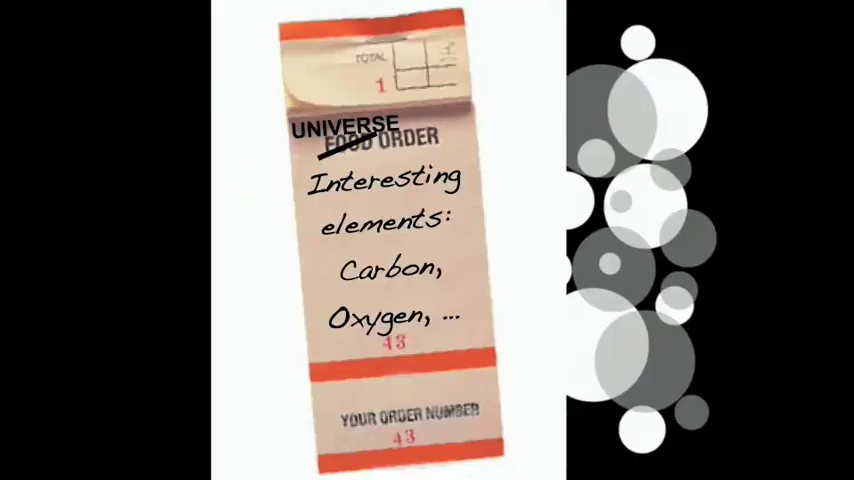 TOTAL
1
UNIVERSE
FOOD ORDER
Interesting
elements:
Carbon,
Oxygen, ...
43
YOUR ORDER NUMBER
43